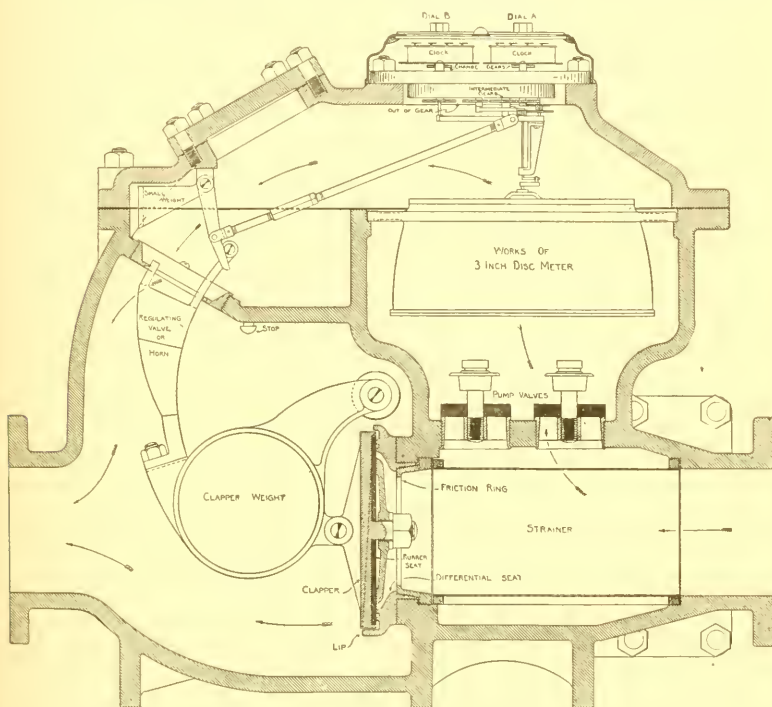 DIAL B
DIAL A
CLOCK
CLOCK
CHANGE GEARS
INTERMEDIATE
GEARS
OUT OF GEAR
SMALL
WEIGHT
WORKS OF
3 INCH DISC METER
REGULATING
VALVE
OR
HORN
STOP
PUMP VALVES
CLAPPER WEIGHT
FRICTION RING
STRAINER
RUBBER
SEAT
DIFFERENTIAL SEAT
CLAPPER
LIP